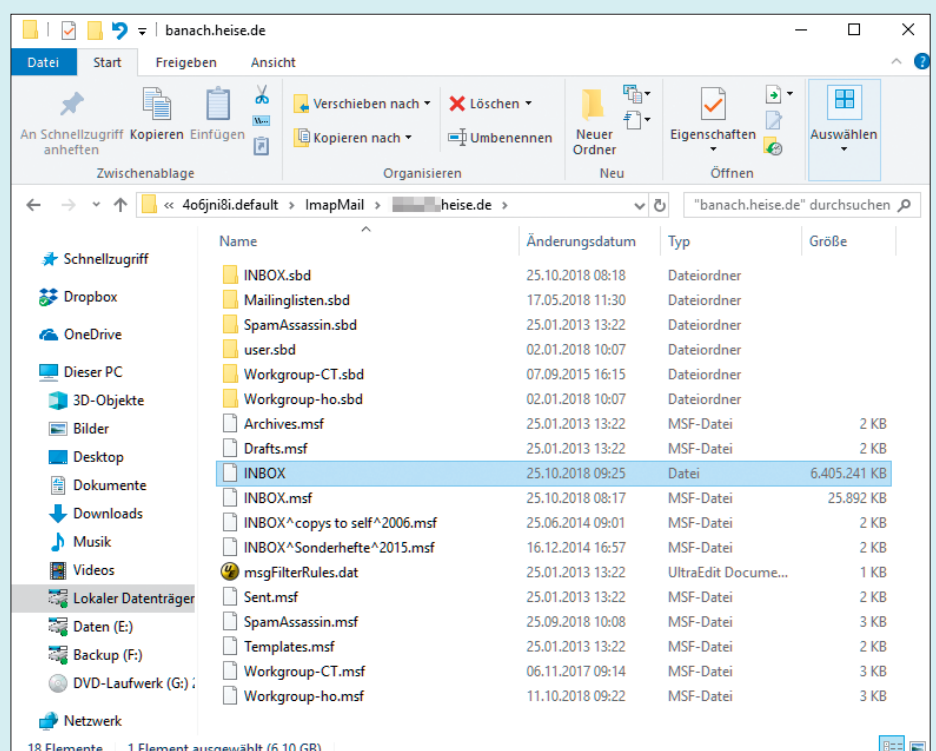 banach.heise.de
Datei Start Freigeben Ansicht
An Schnellzugriff anheften
Kopieren
Einfügen
Verschieben nach
Kopieren nach
Löschen
Umbenennen
Neuer Ordner
Eigenschaften
Auswählen
Zwischenablage Organisieren Neu Öffnen
« 4o6jni8i.default › ImapMail › heise.de ›
"banach.heise.de" durchsuchen
Schnellzugriff
Dropbox
OneDrive
Dieser PC
3D-Objekte
Bilder
Desktop
Dokumente
Downloads
Musik
Videos
Lokaler Datenträger
Daten (E:)
Backup (F:)
DVD-Laufwerk (G:)
Netzwerk
Name Änderungsdatum Typ Größe
INBOX.sbd 25.10.2018 08:18 Dateiordner
Mailinglisten.sbd 17.05.2018 11:30 Dateiordner
SpamAssassin.sbd 25.01.2013 13:22 Dateiordner
user.sbd 02.01.2018 10:07 Dateiordner
Workgroup-CT.sbd 07.09.2015 16:15 Dateiordner
Workgroup-ho.sbd 02.01.2018 10:07 Dateiordner
Archives.msf 25.01.2013 13:22 MSF-Datei 2 KB
Drafts.msf 25.01.2013 13:22 MSF-Datei 2 KB
INBOX 25.10.2018 09:25 Datei 6.405.241 KB
INBOX.msf 25.10.2018 08:17 MSF-Datei 25.892 KB
INBOX^copys to self^2006.msf 25.06.2014 09:01 MSF-Datei 2 KB
INBOX^Sonderhefte^2015.msf 16.12.2014 16:57 MSF-Datei 2 KB
msgFilterRules.dat 25.01.2013 13:22 UltraEdit Docume... 1 KB
Sent.msf 25.01.2013 13:22 MSF-Datei 2 KB
SpamAssassin.msf 25.09.2018 10:08 MSF-Datei 3 KB
Templates.msf 25.01.2013 13:22 MSF-Datei 2 KB
Workgroup-CT.msf 06.11.2017 09:14 MSF-Datei 3 KB
Workgroup-ho.msf 11.10.2018 09:22 MSF-Datei 3 KB
18 Elemente 1 Element ausgewählt (6,10 GB)